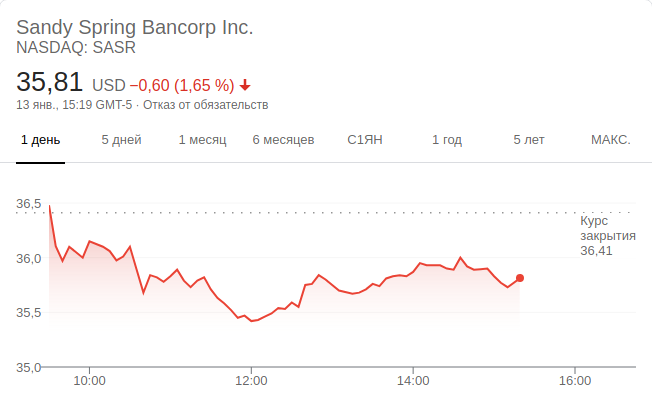 Sandy Spring Bancorp Inc.
NASDAQ: SASR
35,81 USD −0,60 (1,65 %)
13 янв., 15:19 GMT-5 · Отказ от обязательств
1 день 5 дней 1 месяц 6 месяцев С1ЯН 1 год 5 лет МАКС.
36,5
Курс
закрытия
36,41
36,0
35,5
35,0
10:00 12:00 14:00 16:00